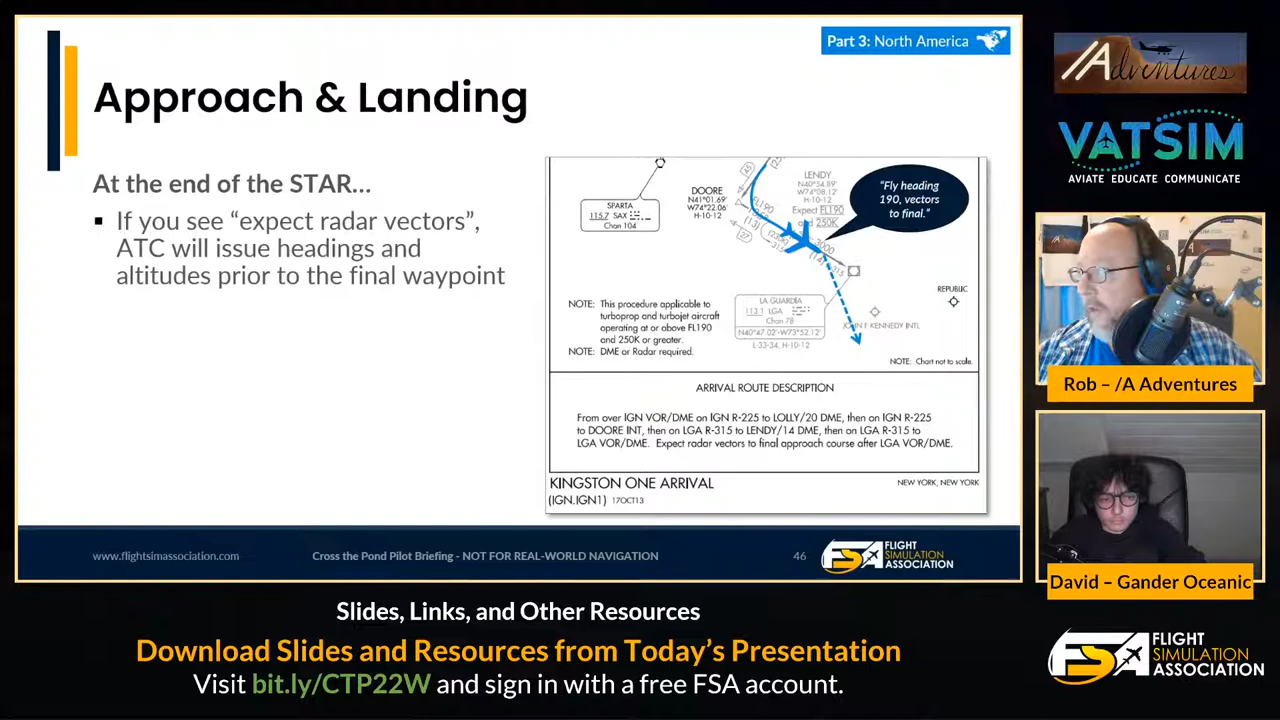 Part 3: North America
Approach & Landing
At the end of the STAR...
If you see "expect radar vectors",
ATC will issue headings and
altitudes prior to the final waypoint
SPARTA
115.7 SAX
Chan 104
DOORE
N41°01.69'
W74°22.06'
H-10-12
LENDY
N40°54.89'
W74°08.12'
H-10-12
Expect FL190
and 250K
"Fly heading
190, vectors
to final."
FL190
3000
LA GUARDIA
113.1 LGA
Chan 78
N40°47.02'-W73°52.12'
L-33-34, H-10-12
REPUBLIC
JOHN F KENNEDY INTL
NOTE: This procedure applicable to
turboprop and turbojet aircraft
operating at or above FL190
and 250K or greater.
NOTE: DME or Radar required.
NOTE: Chart not to scale.
ARRIVAL ROUTE DESCRIPTION
From over IGN VOR/DME on IGN R-225 to LOLLY/20 DME, then on IGN R-225
to DOORE INT, then on LGA R-315 to LENDY/14 DME, then on LGA R-315 to
LGA VOR/DME. Expect radar vectors to final approach course after LGA VOR/DME.
KINGSTON ONE ARRIVAL
(IGN.IGN1) 17OCT13
NEW YORK, NEW YORK
www.flightsimassociation.com
Cross the Pond Pilot Briefing - NOT FOR REAL-WORLD NAVIGATION
46
FSA FLIGHT
SIMULATION
ASSOCIATION
/Adventures
VATSIM
AVIATE EDUCATE COMMUNICATE
Rob – /A Adventures
David – Gander Oceanic
Slides, Links, and Other Resources
Download Slides and Resources from Today's Presentation
Visit bit.ly/CTP22W and sign in with a free FSA account.
FSA FLIGHT
SIMULATION
ASSOCIATION